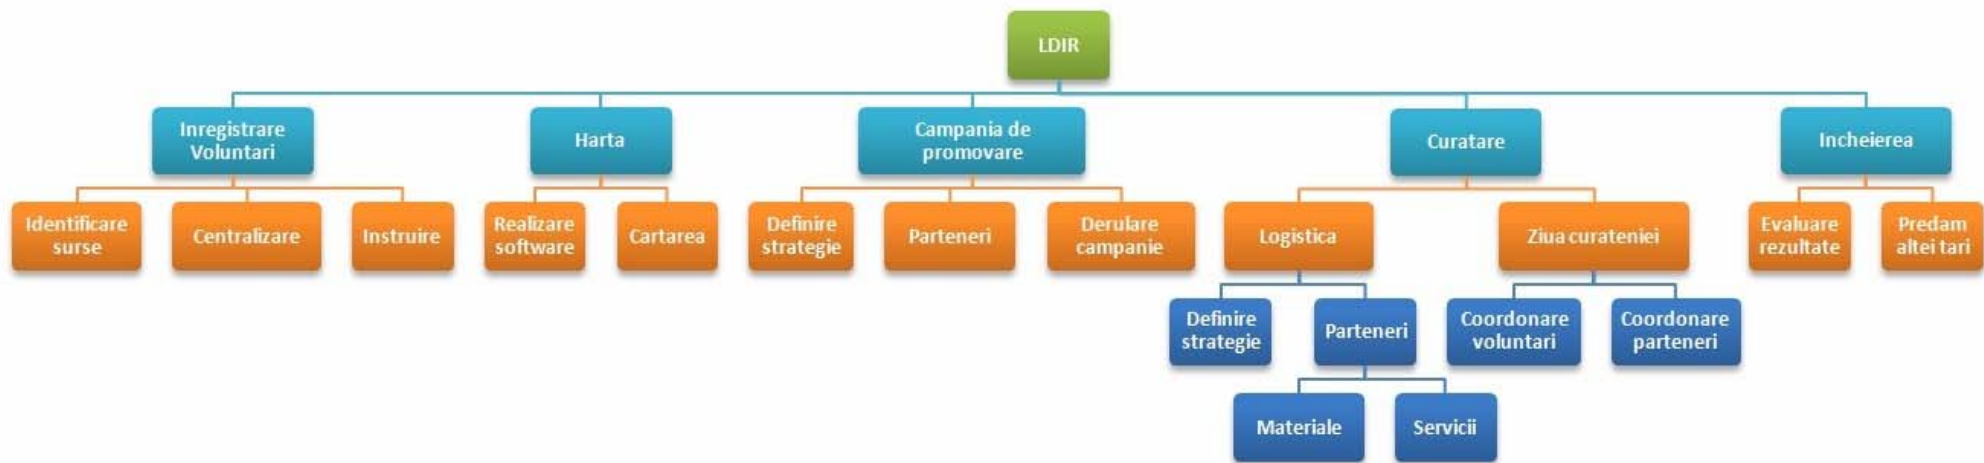 LDIR
Inregistrare
Voluntari
Harta
Campania de
promovare
Curatare
Incheierea
Identificare
surse
Centralizare
Instruire
Realizare
software
Cartarea
Definire
strategie
Parteneri
Derulare
campanie
Logistica
Ziua curateniei
Evaluare
rezultate
Predam
altei tari
Definire
strategie
Parteneri
Coordonare
voluntari
Coordonare
parteneri
Materiale
Servicii